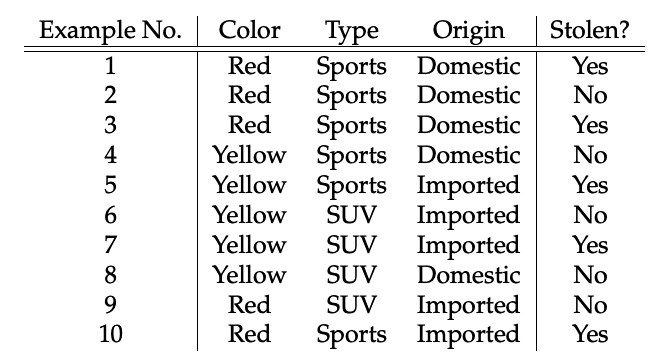 Example No. Color Type Origin Stolen?
1 Red Sports Domestic Yes
2 Red Sports Domestic No
3 Red Sports Domestic Yes
4 Yellow Sports Domestic No
5 Yellow Sports Imported Yes
6 Yellow SUV Imported No
7 Yellow SUV Imported Yes
8 Yellow SUV Domestic No
9 Red SUV Imported No
10 Red Sports Imported Yes